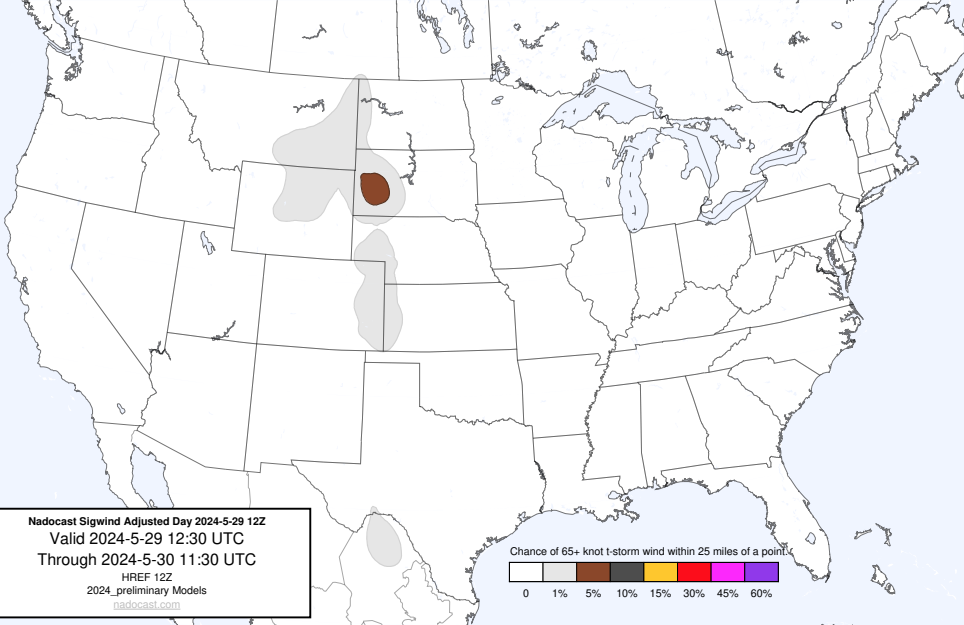 Nadocast Sigwind Adjusted Day 2024-5-29 12Z
Valid 2024-5-29 12:30 UTC
Through 2024-5-30 11:30 UTC
HREF 12Z
2024_preliminary Models
nadocast.com
Chance of 65+ knot t-storm wind within 25 miles of a point.
0 1% 5% 10% 15% 30% 45% 60%